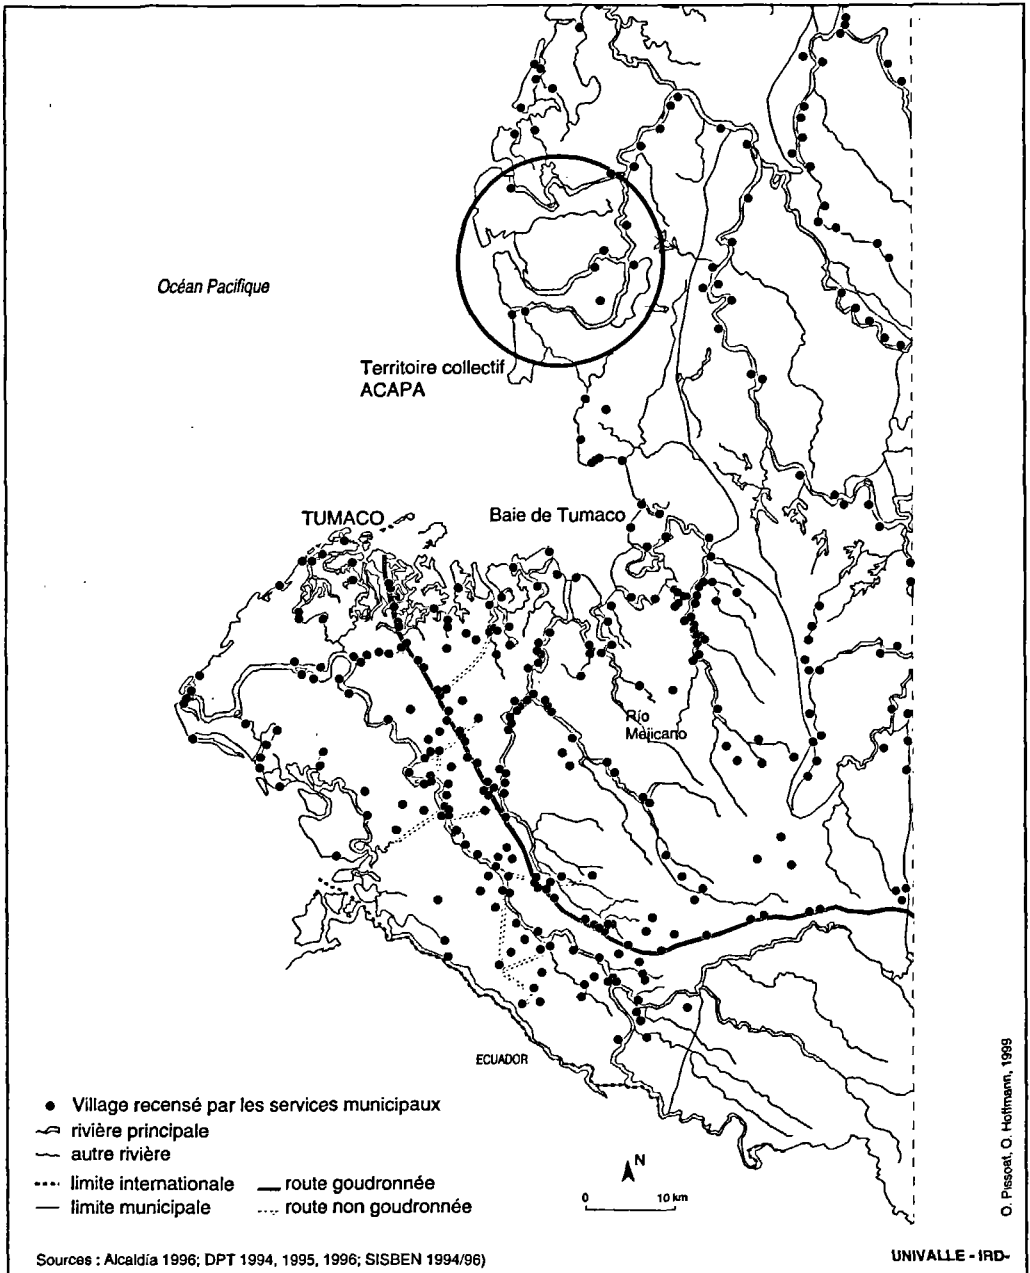 Océan Pacifique
Territoire collectif
ACAPA
TUMACO
Baie de Tumaco
Río
Mejicano
ECUADOR
Village recensé par les services municipaux
rivière principale
autre rivière
limite internationale
route goudronnée
limite municipale
route non goudronnée
N
0 10 km
O. Pissoat, O. Hoffmann, 1999
Sources : Alcaldía 1996; DPT 1994, 1995, 1996; SISBEN 1994/96)
UNIVALLE - IRD-